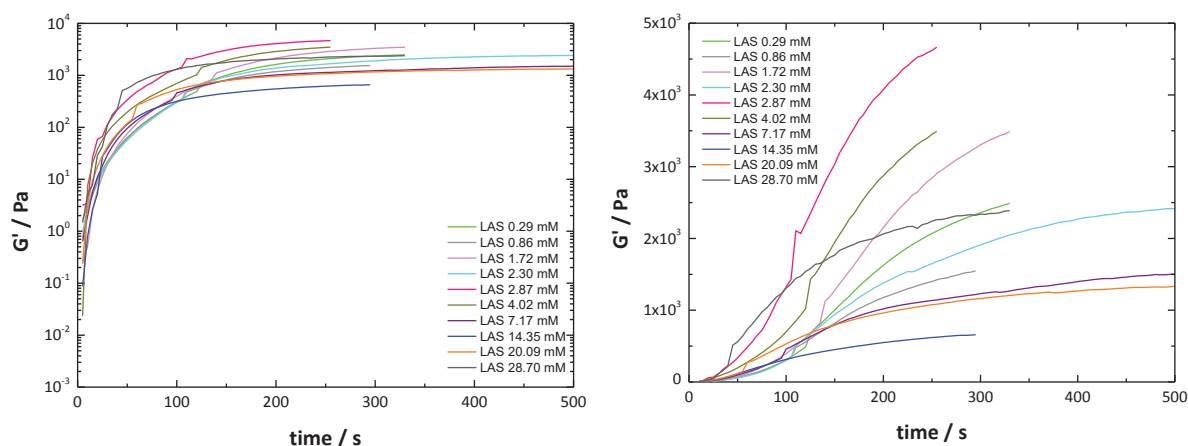 G' / Pa
10⁴
10³
10²
10¹
10⁰
10⁻¹
10⁻²
10⁻³
0 100 200 300 400 500
time / s
LAS 0.29 mM
LAS 0.86 mM
LAS 1.72 mM
LAS 2.30 mM
LAS 2.87 mM
LAS 4.02 mM
LAS 7.17 mM
LAS 14.35 mM
LAS 20.09 mM
LAS 28.70 mM
G' / Pa
5x10³
4x10³
3x10³
2x10³
1x10³
0
0 100 200 300 400 500
time / s
LAS 0.29 mM
LAS 0.86 mM
LAS 1.72 mM
LAS 2.30 mM
LAS 2.87 mM
LAS 4.02 mM
LAS 7.17 mM
LAS 14.35 mM
LAS 20.09 mM
LAS 28.70 mM